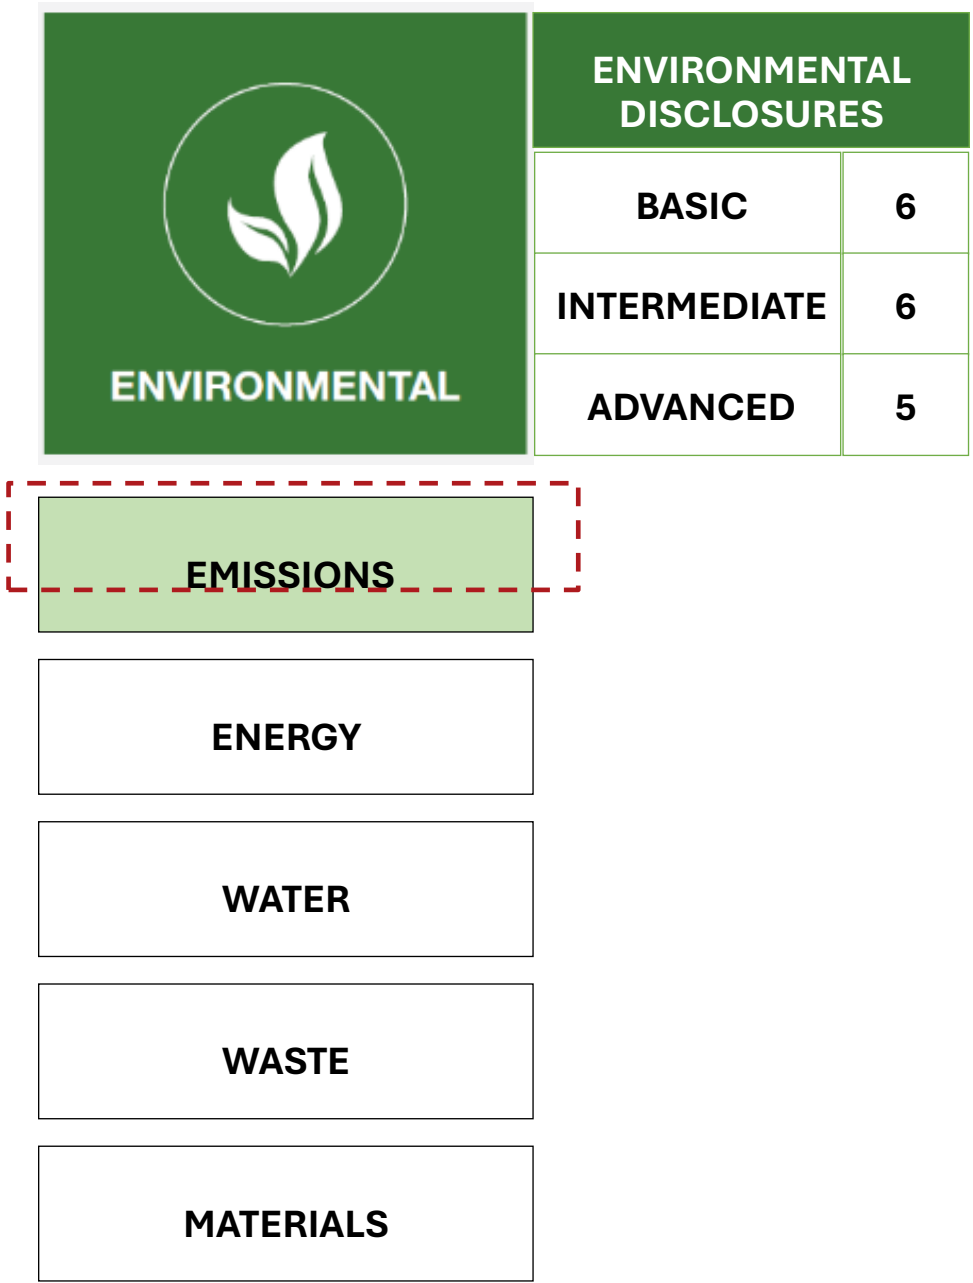 ENVIRONMENTAL
ENVIRONMENTAL
DISCLOSURES
BASIC 6
INTERMEDIATE 6
ADVANCED 5
EMISSIONS
ENERGY
WATER
WASTE
MATERIALS